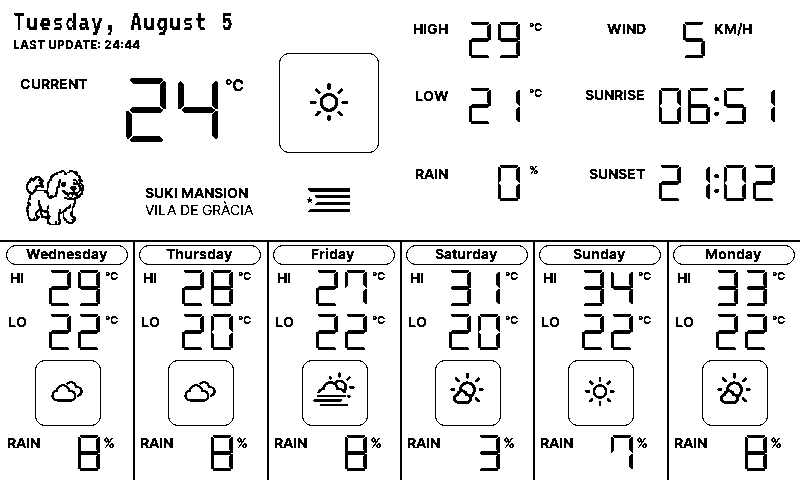 Tuesday, August 5
LAST UPDATE: 24:44
CURRENT 24 °C
SUKI MANSION
VILA DE GRÀCIA
HIGH 29 °C
LOW 21 °C
RAIN 0 %
WIND 5 KM/H
SUNRISE 06:51
SUNSET 21:02
Wednesday
HI 29 °C
LO 22 °C
RAIN 8 %
Thursday
HI 28 °C
LO 20 °C
RAIN 8 %
Friday
HI 27 °C
LO 22 °C
RAIN 8 %
Saturday
HI 31 °C
LO 20 °C
RAIN 3 %
Sunday
HI 34 °C
LO 22 °C
RAIN 7 %
Monday
HI 33 °C
LO 22 °C
RAIN 8 %